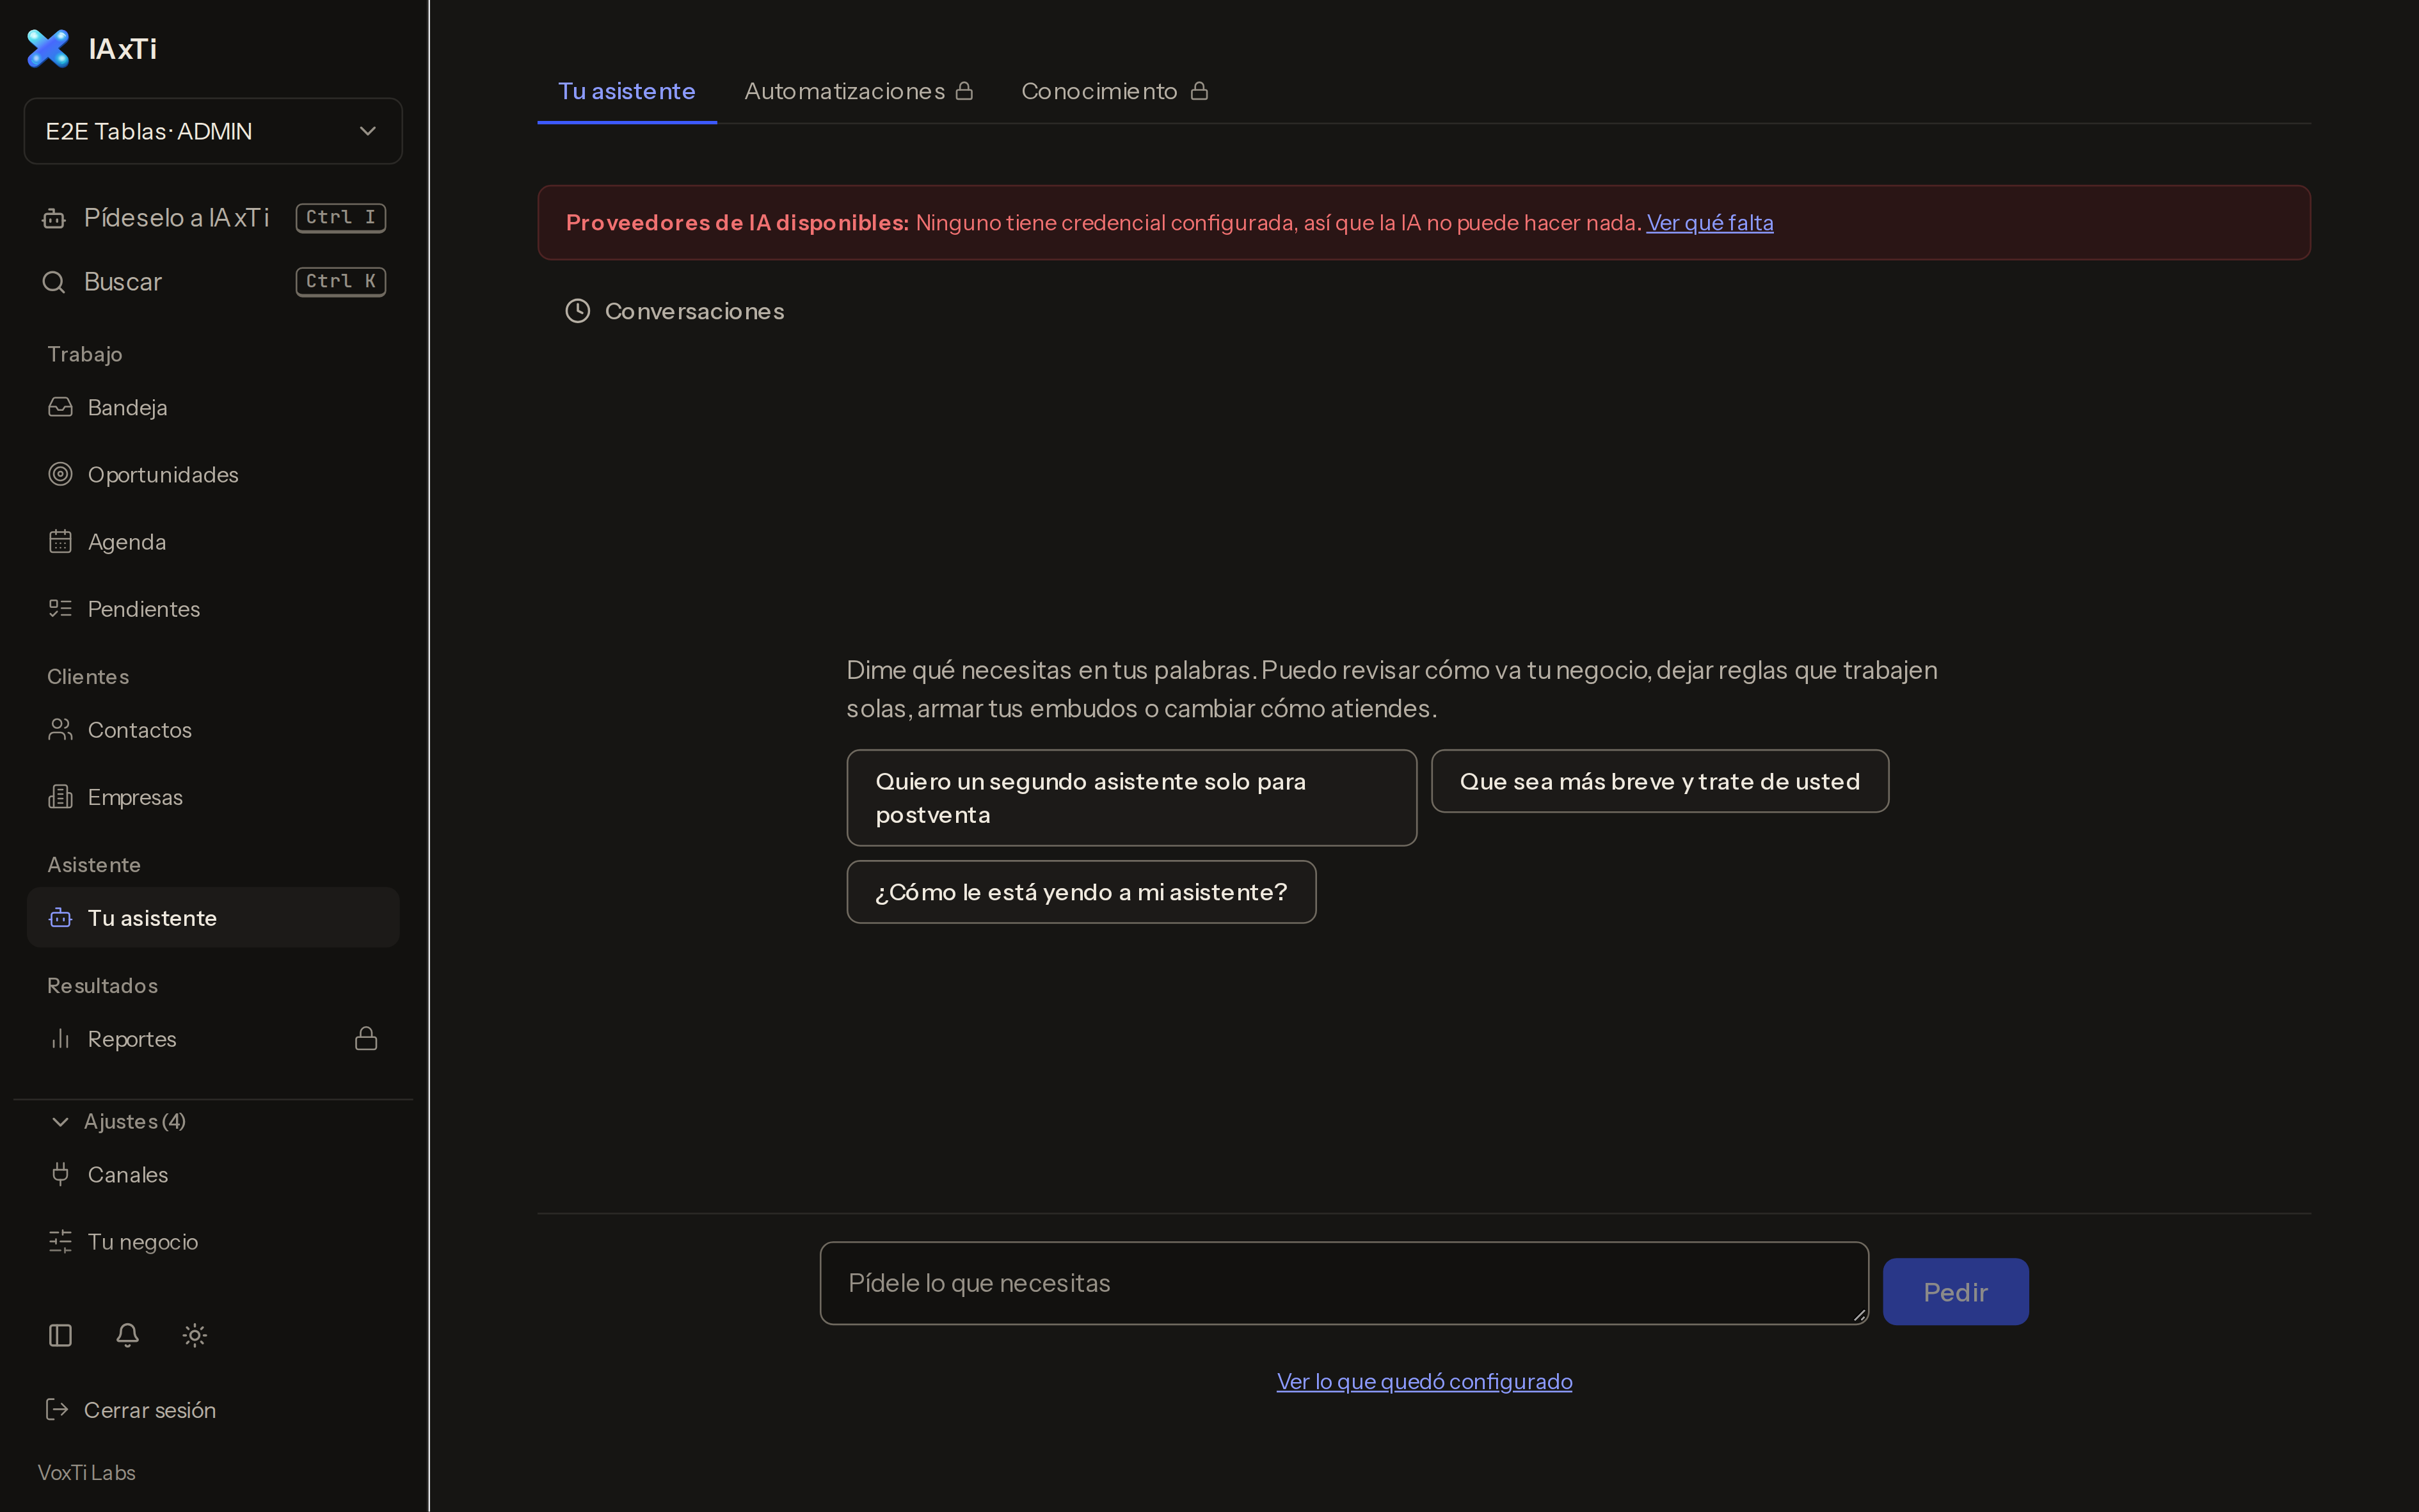 IAxTi
E2E Tablas · ADMIN
Pídeselo a IAxTi Ctrl I
Buscar Ctrl K
Trabajo
Bandeja
Oportunidades
Agenda
Pendientes
Clientes
Contactos
Empresas
Asistente
Tu asistente
Resultados
Reportes
Ajustes (4)
Canales
Tu negocio
Cerrar sesión
VoxTi Labs
Tu asistente Automatizaciones Conocimiento
Proveedores de IA disponibles: Ninguno tiene credencial configurada, así que la IA no puede hacer nada. Ver qué falta
Conversaciones
Dime qué necesitas en tus palabras. Puedo revisar cómo va tu negocio, dejar reglas que trabajen
solas, armar tus embudos o cambiar cómo atiendes.
Quiero un segundo asistente solo para
postventa
Que sea más breve y trate de usted
¿Cómo le está yendo a mi asistente?
Pídele lo que necesitas
Pedir
Ver lo que quedó configurado